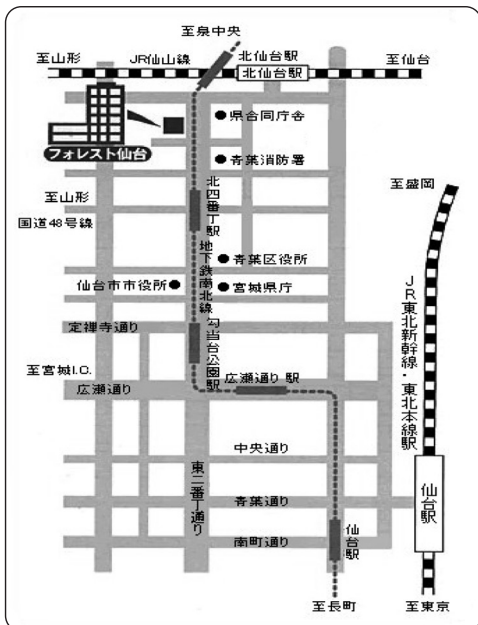 至泉中央
北仙台駅
至山形
JR仙山線
北仙台駅
至仙台
県合同庁舎
フォレスト仙台
青葉消防署
至盛岡
至山形
北四番丁駅
国道48号線
地下鉄南北線
青葉区役所
仙台市市役所
宮城県庁
JR東北新幹線・東北本線駅
定禅寺通り
勾当台公園駅
至宮城I.C.
広瀬通り 駅
広瀬通り
中央通り
東二番丁通り
仙台駅
青葉通り
南町通り
仙台駅
至長町
至東京